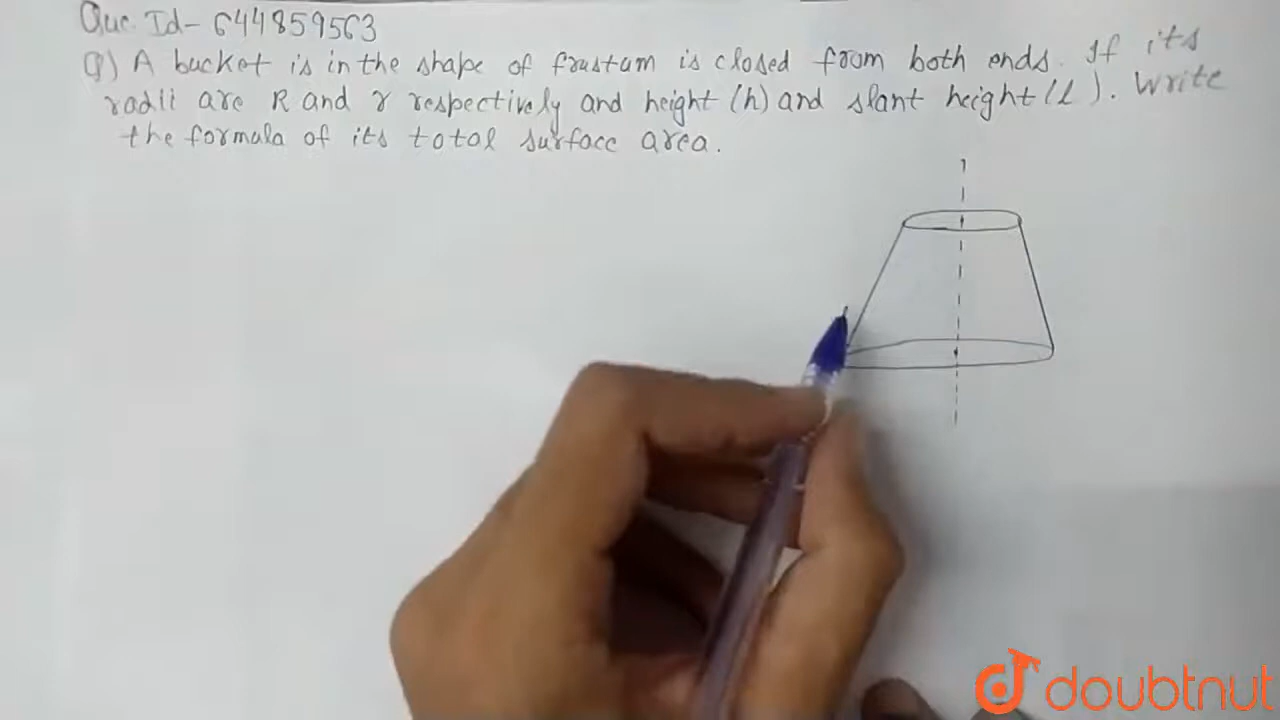 Que. Id- 644859563
Q) A bucket is in the shape of frustum is closed from both ends. If its
radii are R and r respectively and height (h) and slant height (l). Write
the formula of its total surface area.
doubtnut